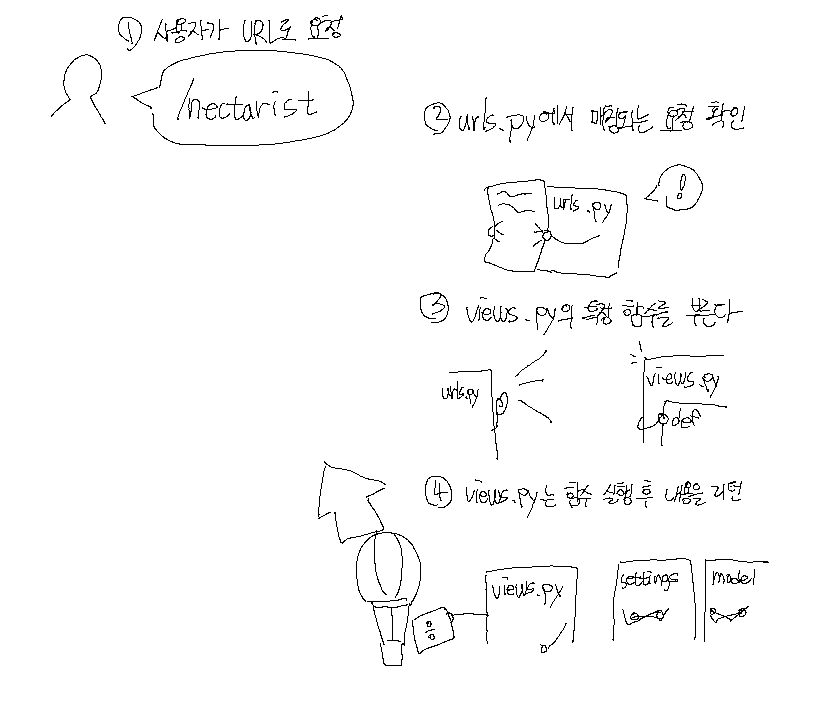 ① 사용자가 URL로 요청
/nectarist
② urls.py에서 매칭되는 요청 확인
urls.py
!
③ views.py의 특정 함수를 부른다
urls.py
views.py
def
④ views.py는 함수 실행 후 내용을 리턴
views.py
settings
model